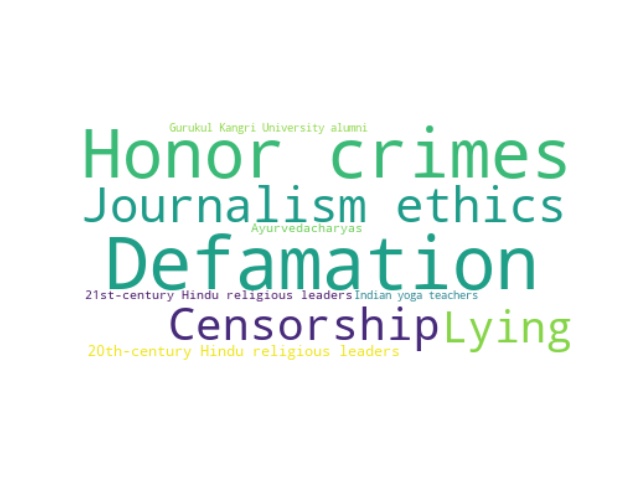 Gurukul Kangri University alumni
Honor crimes
Journalism ethics
Ayurvedacharyas
Defamation
21st-century Hindu religious leaders
Indian yoga teachers
Censorship
Lying
20th-century Hindu religious leaders